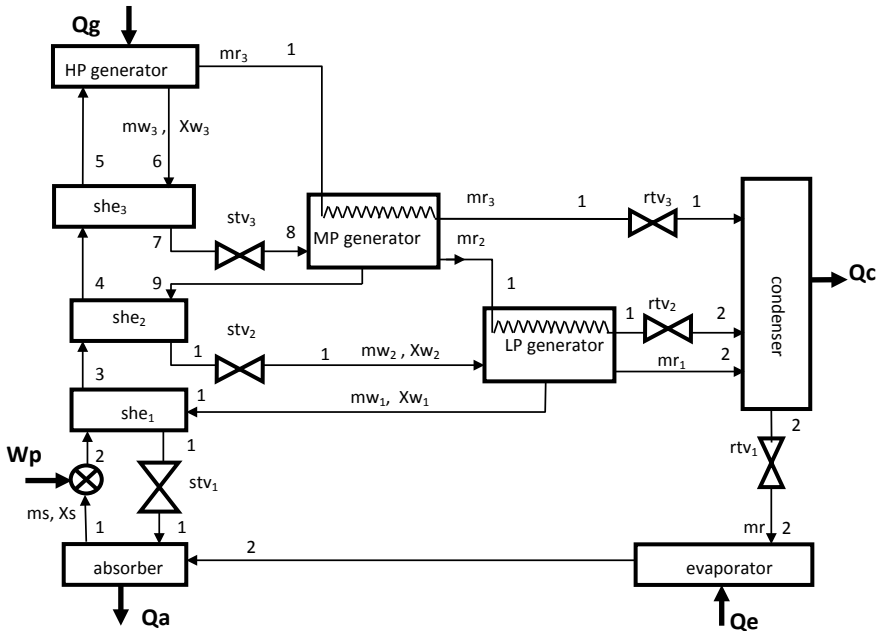 Qg
mr₃ 1
HP generator
mw₃ , Xw₃
5 6
she₃
stv₃
7
8
MP generator
mr₃
1
rtv₃
1
mr₂
condenser
Qc
4 9
she₂
1
stv₂
1
mw₂ , Xw₂
1
rtv₂
2
LP generator
mr₁
2
3
mw₁, Xw₁
1
she₁
2
1
Wp
stv₁
rtv₁
2
ms, Xs
1
1
mr 2
absorber
2
evaporator
Qa
Qe